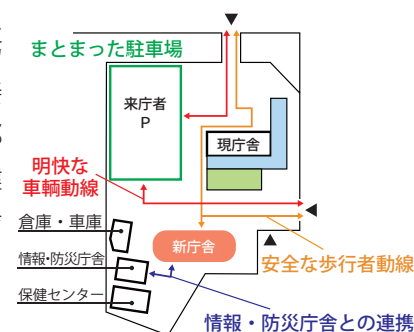 まとまった駐車場
来庁者
P
現庁舎
明快な
車輌動線
倉庫・車庫
新庁舎
情報・防災庁舎
安全な歩行者動線
保健センター
情報・防災庁舎との連携